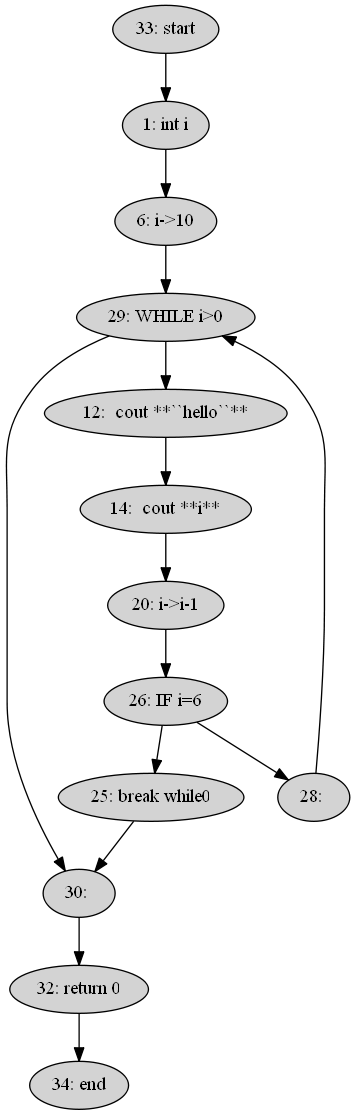 33: start
1: int i
6: i->10
29: WHILE i>0
12:  cout **``hello``**
14:  cout **i**
20: i->i-1
26: IF i=6
25: break while0
28:
30:
32: return 0
34: end